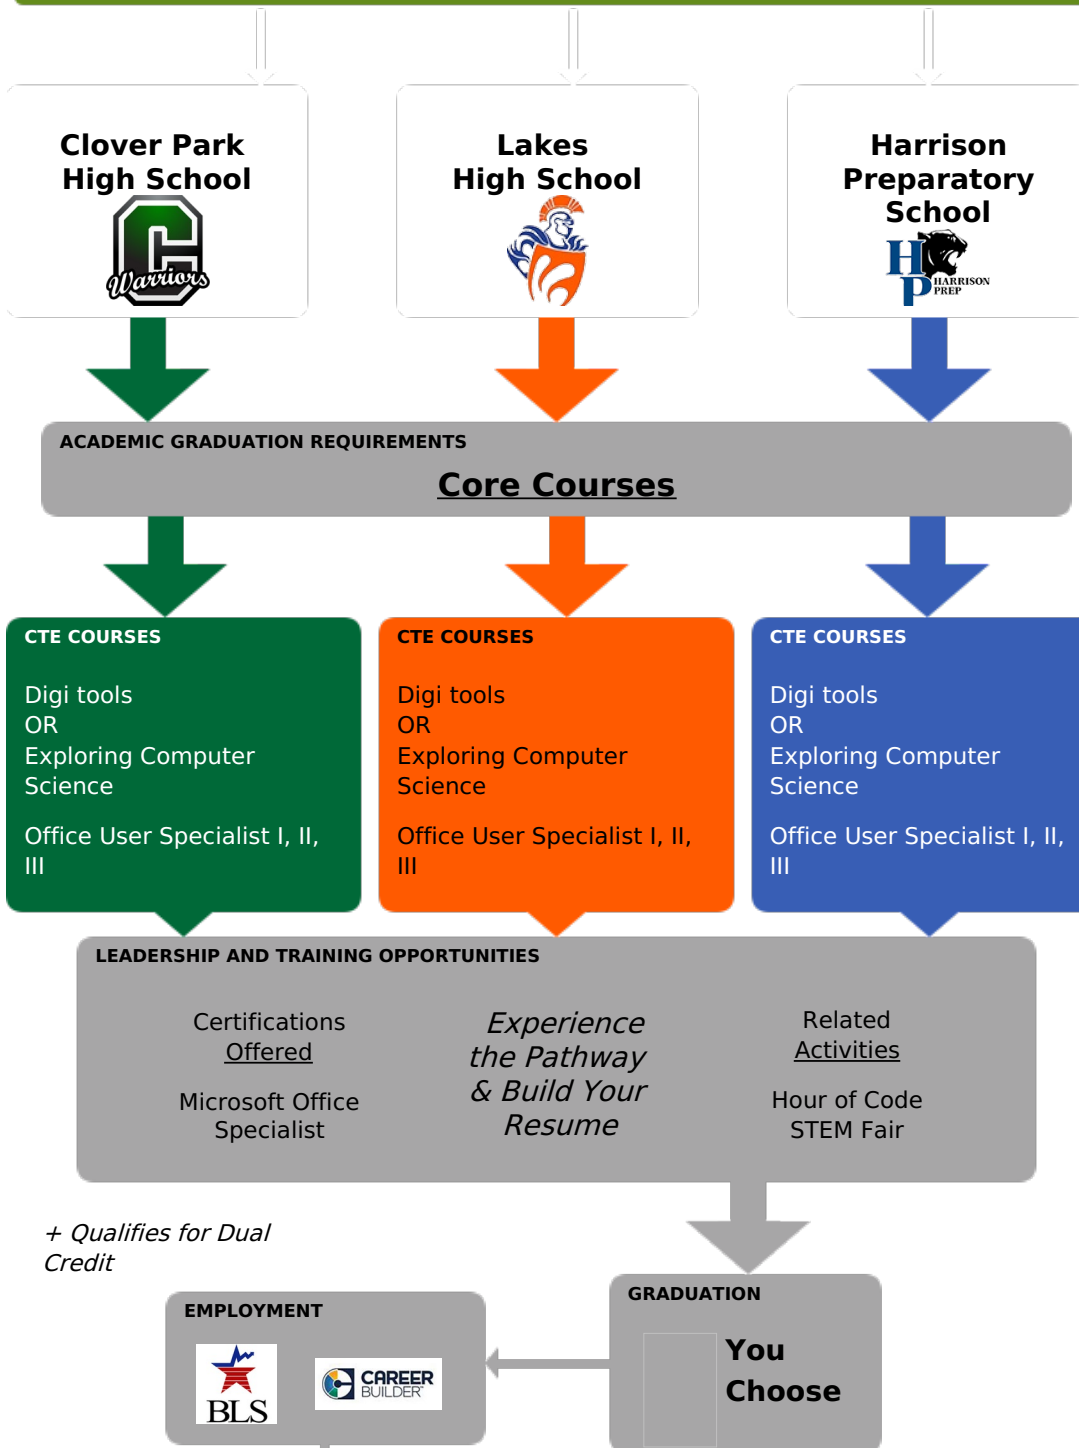 Clover Park
High School
Warriors
Lakes
High School
Harrison
Preparatory
School
HP
HARRISON
PREP
ACADEMIC GRADUATION REQUIREMENTS
Core Courses
CTE COURSES
Digi tools
OR
Exploring Computer
Science
Office User Specialist I, II,
III
CTE COURSES
Digi tools
OR
Exploring Computer
Science
Office User Specialist I, II,
III
CTE COURSES
Digi tools
OR
Exploring Computer
Science
Office User Specialist I, II,
III
LEADERSHIP AND TRAINING OPPORTUNITIES
Certifications
Offered
Microsoft Office
Specialist
Experience
the Pathway
& Build Your
Resume
Related
Activities
Hour of Code
STEM Fair
+ Qualifies for Dual
Credit
EMPLOYMENT
BLS
CAREER
BUILDER
GRADUATION
You
Choose